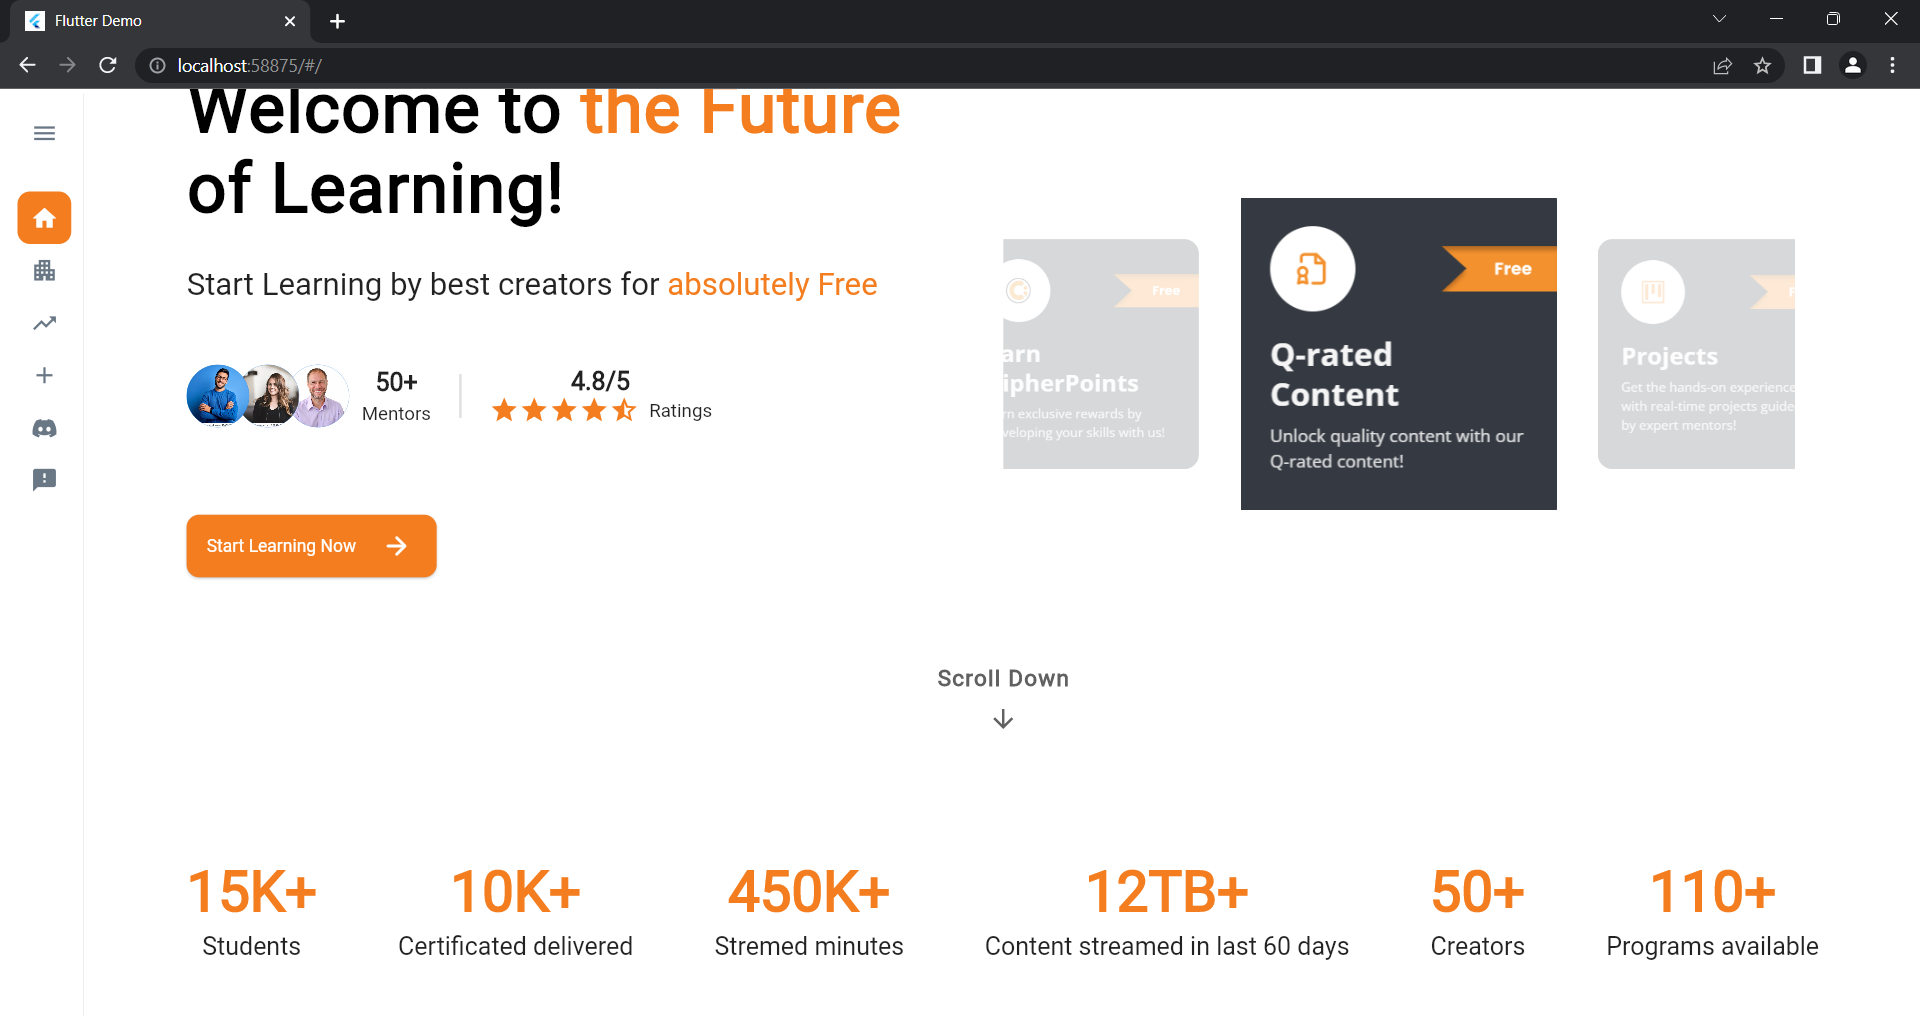 Flutter Demo
localhost:58875/#/
Welcome to the Future
of Learning!
Start Learning by best creators for absolutely Free
50+
Mentors
4.8/5
Ratings
Start Learning Now
Free
arn
ipherPoints
rn exclusive rewards by
veloping your skills with us!
Free
Q-rated
Content
Unlock quality content with our
Q-rated content!
F
Projects
Get the hands-on experience
with real-time projects guide
by expert mentors!
Scroll Down
15K+
Students
10K+
Certificated delivered
450K+
Stremed minutes
12TB+
Content streamed in last 60 days
50+
Creators
110+
Programs available